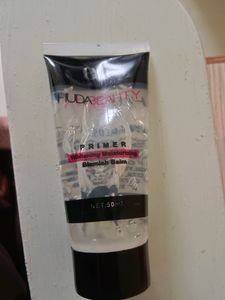 HUDABEAUTY
PRIMER
Whitening Moisturizing
Blemish Balm
NET.50ML